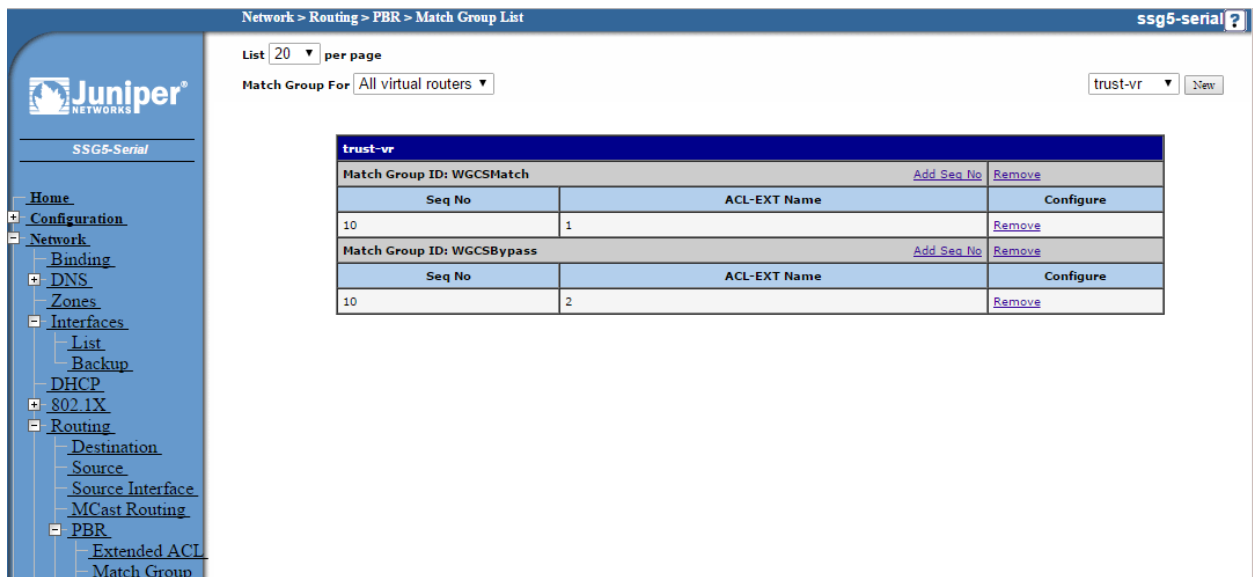 Network > Routing > PBR > Match Group List
ssg5-serial ?
List 20 ▼ per page
Match Group For All virtual routers ▼
trust-vr ▼ New
Juniper®
NETWORKS
SSG5-Serial
Home
Configuration
Network
Binding
DNS
Zones
Interfaces
List
Backup
DHCP
802.1X
Routing
Destination
Source
Source Interface
MCast Routing
PBR
Extended ACL
Match Group
trust-vr
Match Group ID: WGCSMatch Add Seq No Remove
Seq No ACL-EXT Name Configure
10 1 Remove
Match Group ID: WGCSBypass Add Seq No Remove
Seq No ACL-EXT Name Configure
10 2 Remove